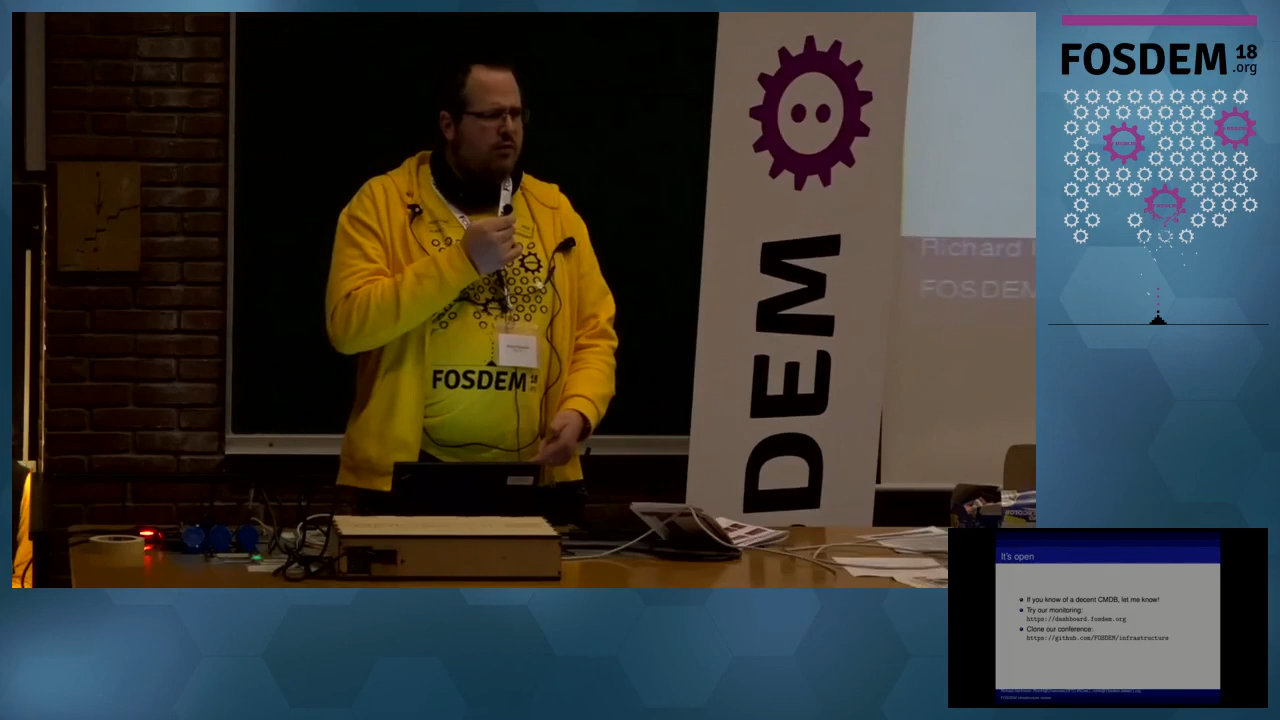 FOSDEM 18
.org
DEM
Richard
FOSDEM
FOSDEM 18
It's open
If you know of a decent CMDB, let me know!
Try our monitoring:
https://dashboard.fosdem.org
Clone our conference:
https://github.com/FOSDEM/infrastructure